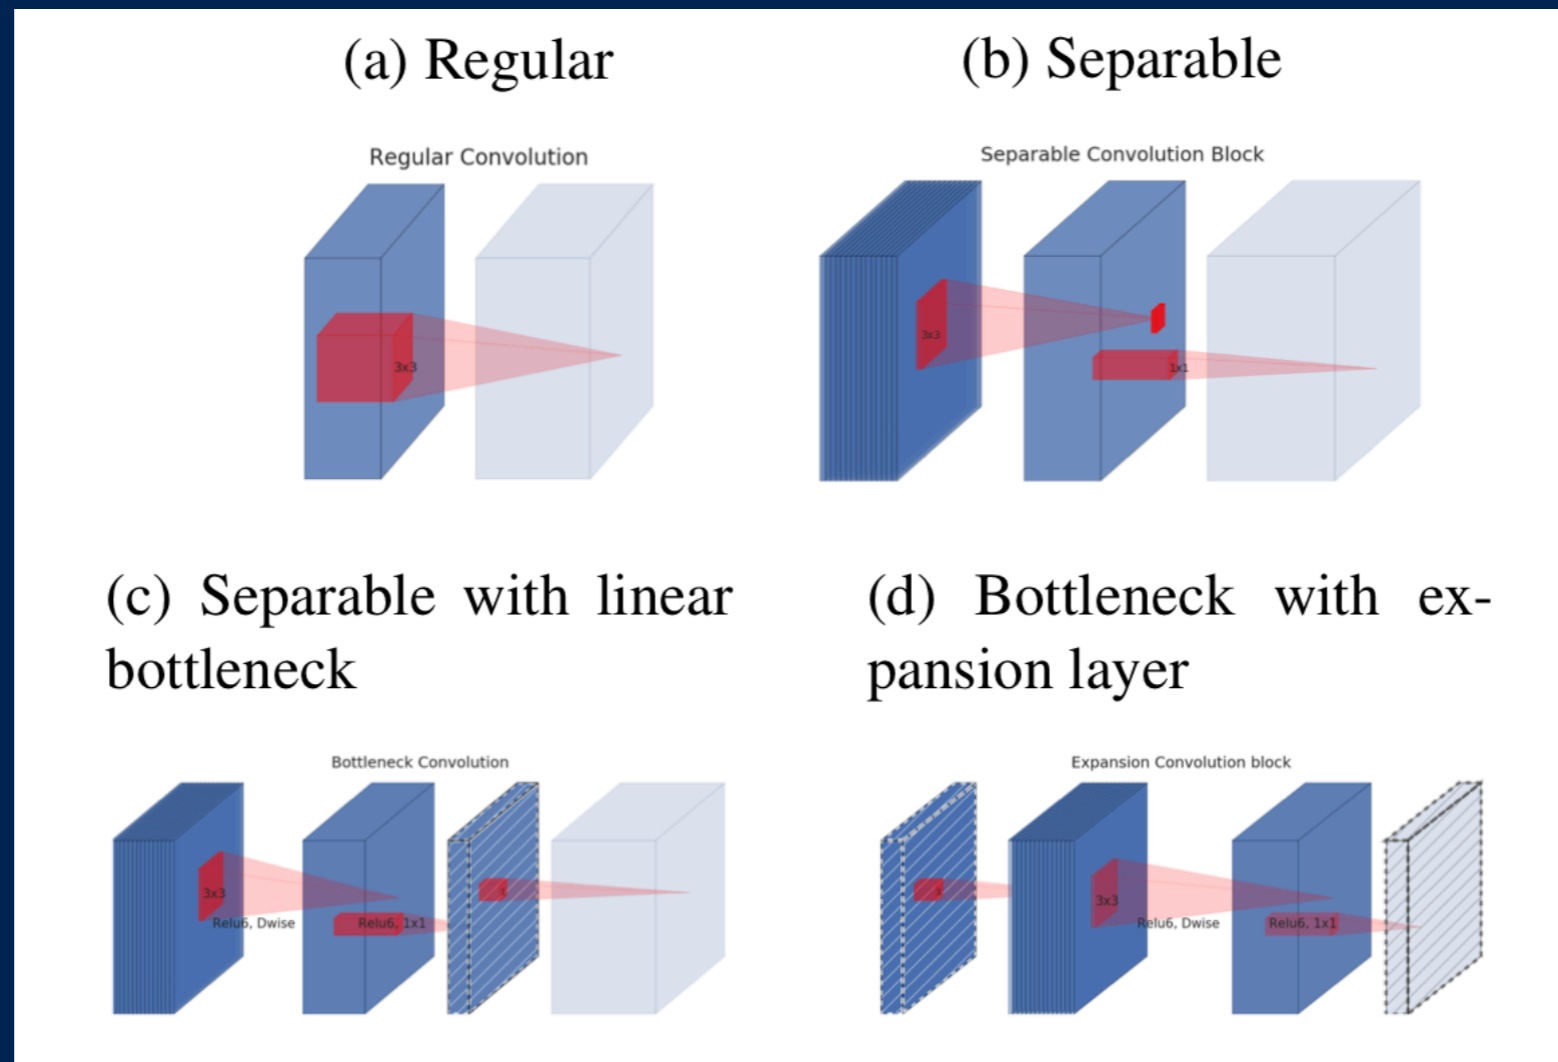 (a) Regular
(b) Separable
Regular Convolution
Separable Convolution Block
3x3
3x3
1x1
(c) Separable with linear
bottleneck
(d) Bottleneck with ex-
pansion layer
Bottleneck Convolution
Expansion Convolution block
3x3
Relu6, Dwise
Relu6, 1x1
3x3
Relu6, Dwise
Relu6, 1x1